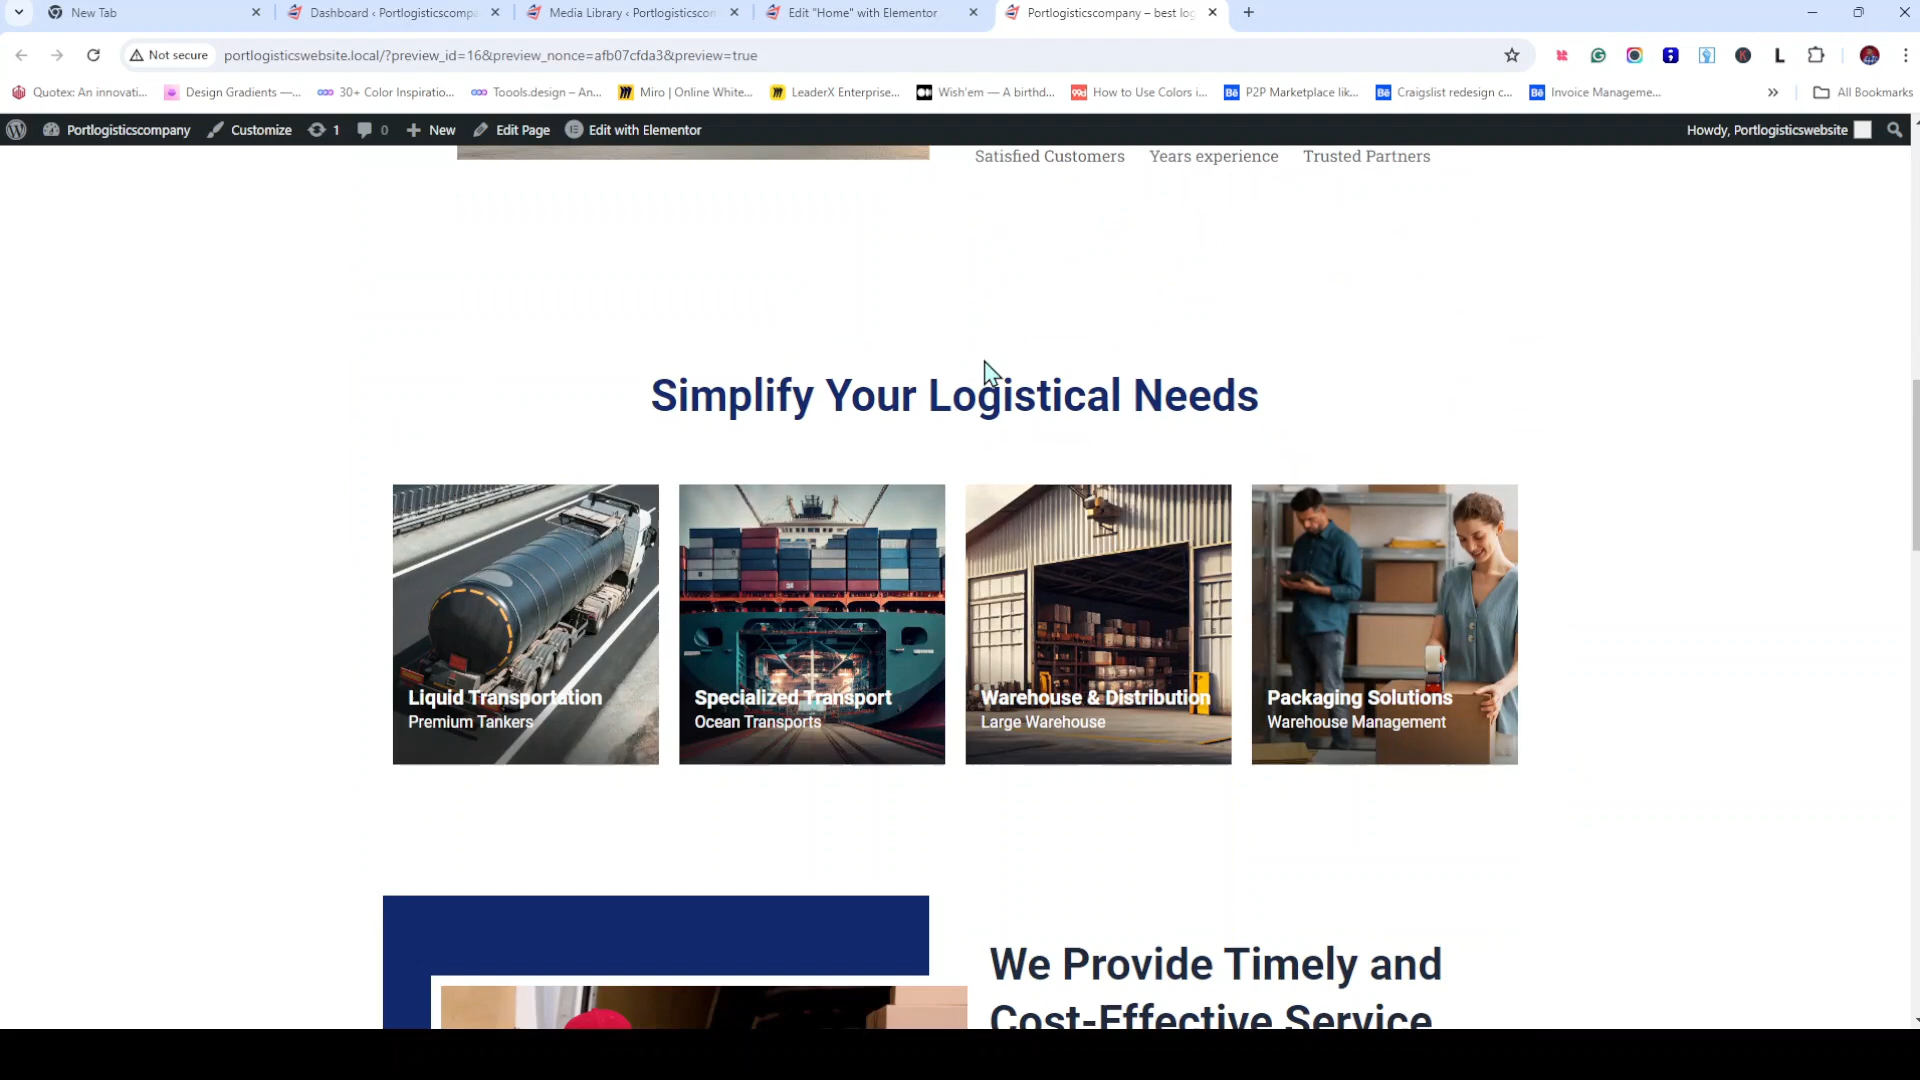 New Tab
Dashboard ‹ Portlogisticscompa
Media Library ‹ Portlogisticscon
Edit "Home" with Elementor
Portlogisticscompany – best log
Not secure
portlogisticswebsite.local/?preview_id=16&preview_nonce=afb07cfda3&preview=true
Quotex: An innovati...
Design Gradients —...
30+ Color Inspiratio...
Toools.design – An...
Miro | Online White...
LeaderX Enterprise...
Wish'em — A birthd...
How to Use Colors i...
P2P Marketplace lik...
Craigslist redesign c...
Invoice Manageme...
»
All Bookmarks
Portlogisticscompany
Customize
1
0
New
Edit Page
Edit with Elementor
Howdy, Portlogisticswebsite
Satisfied Customers
Years experience
Trusted Partners
Simplify Your Logistical Needs
Liquid Transportation
Premium Tankers
Specialized Transport
Ocean Transports
Warehouse & Distribution
Large Warehouse
Packaging Solutions
Warehouse Management
We Provide Timely and
Cost-Effective Service